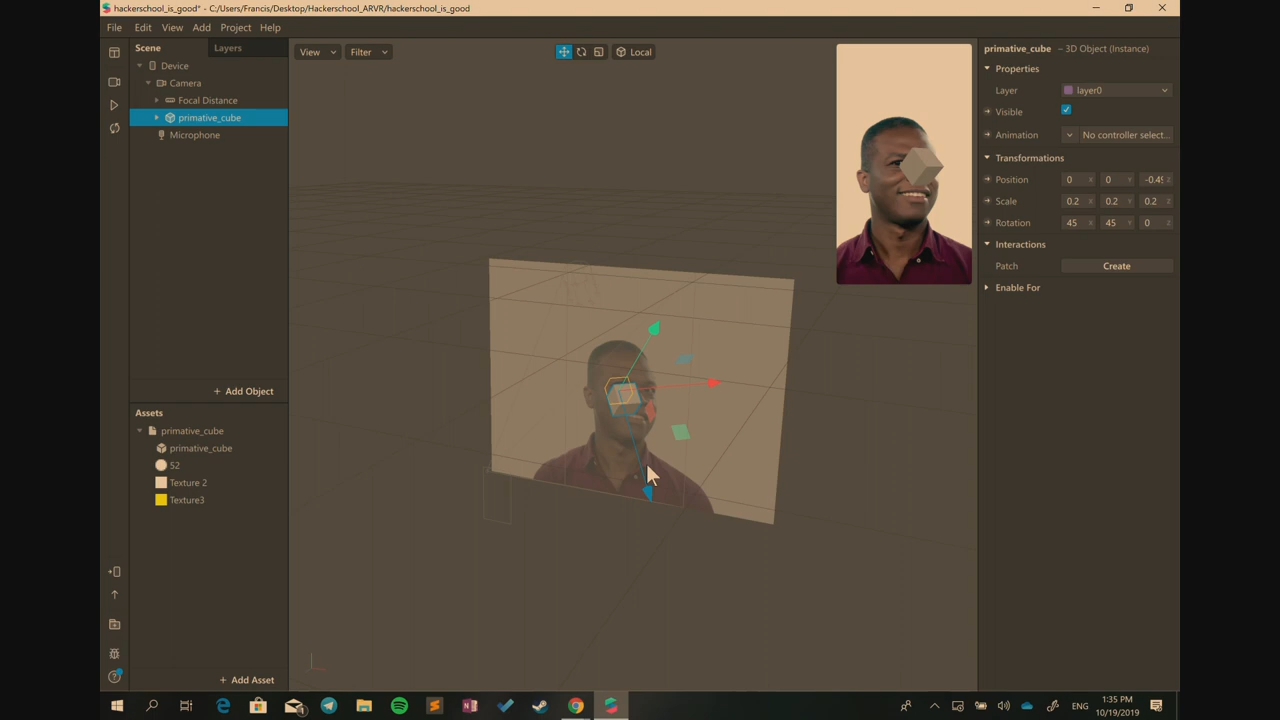 hackerschool_is_good* - C:/Users/Francis/Desktop/Hackerschool_ARVR/hackerschool_is_good
File Edit View Add Project Help
Scene Layers
Device
Camera
Focal Distance
primative_cube
Microphone
+ Add Object
Assets
primative_cube
primative_cube
52
Texture 2
Texture3
+ Add Asset
View Filter Local
primative_cube – 3D Object (Instance)
Properties
Layer layer0
Visible
Animation No controller select...
Transformations
Position 0 X 0 Y -0.49 Z
Scale 0.2 X 0.2 Y 0.2 Z
Rotation 45 X 45 Y 0 Z
Interactions
Patch Create
Enable For
ENG
1:35 PM
10/19/2019